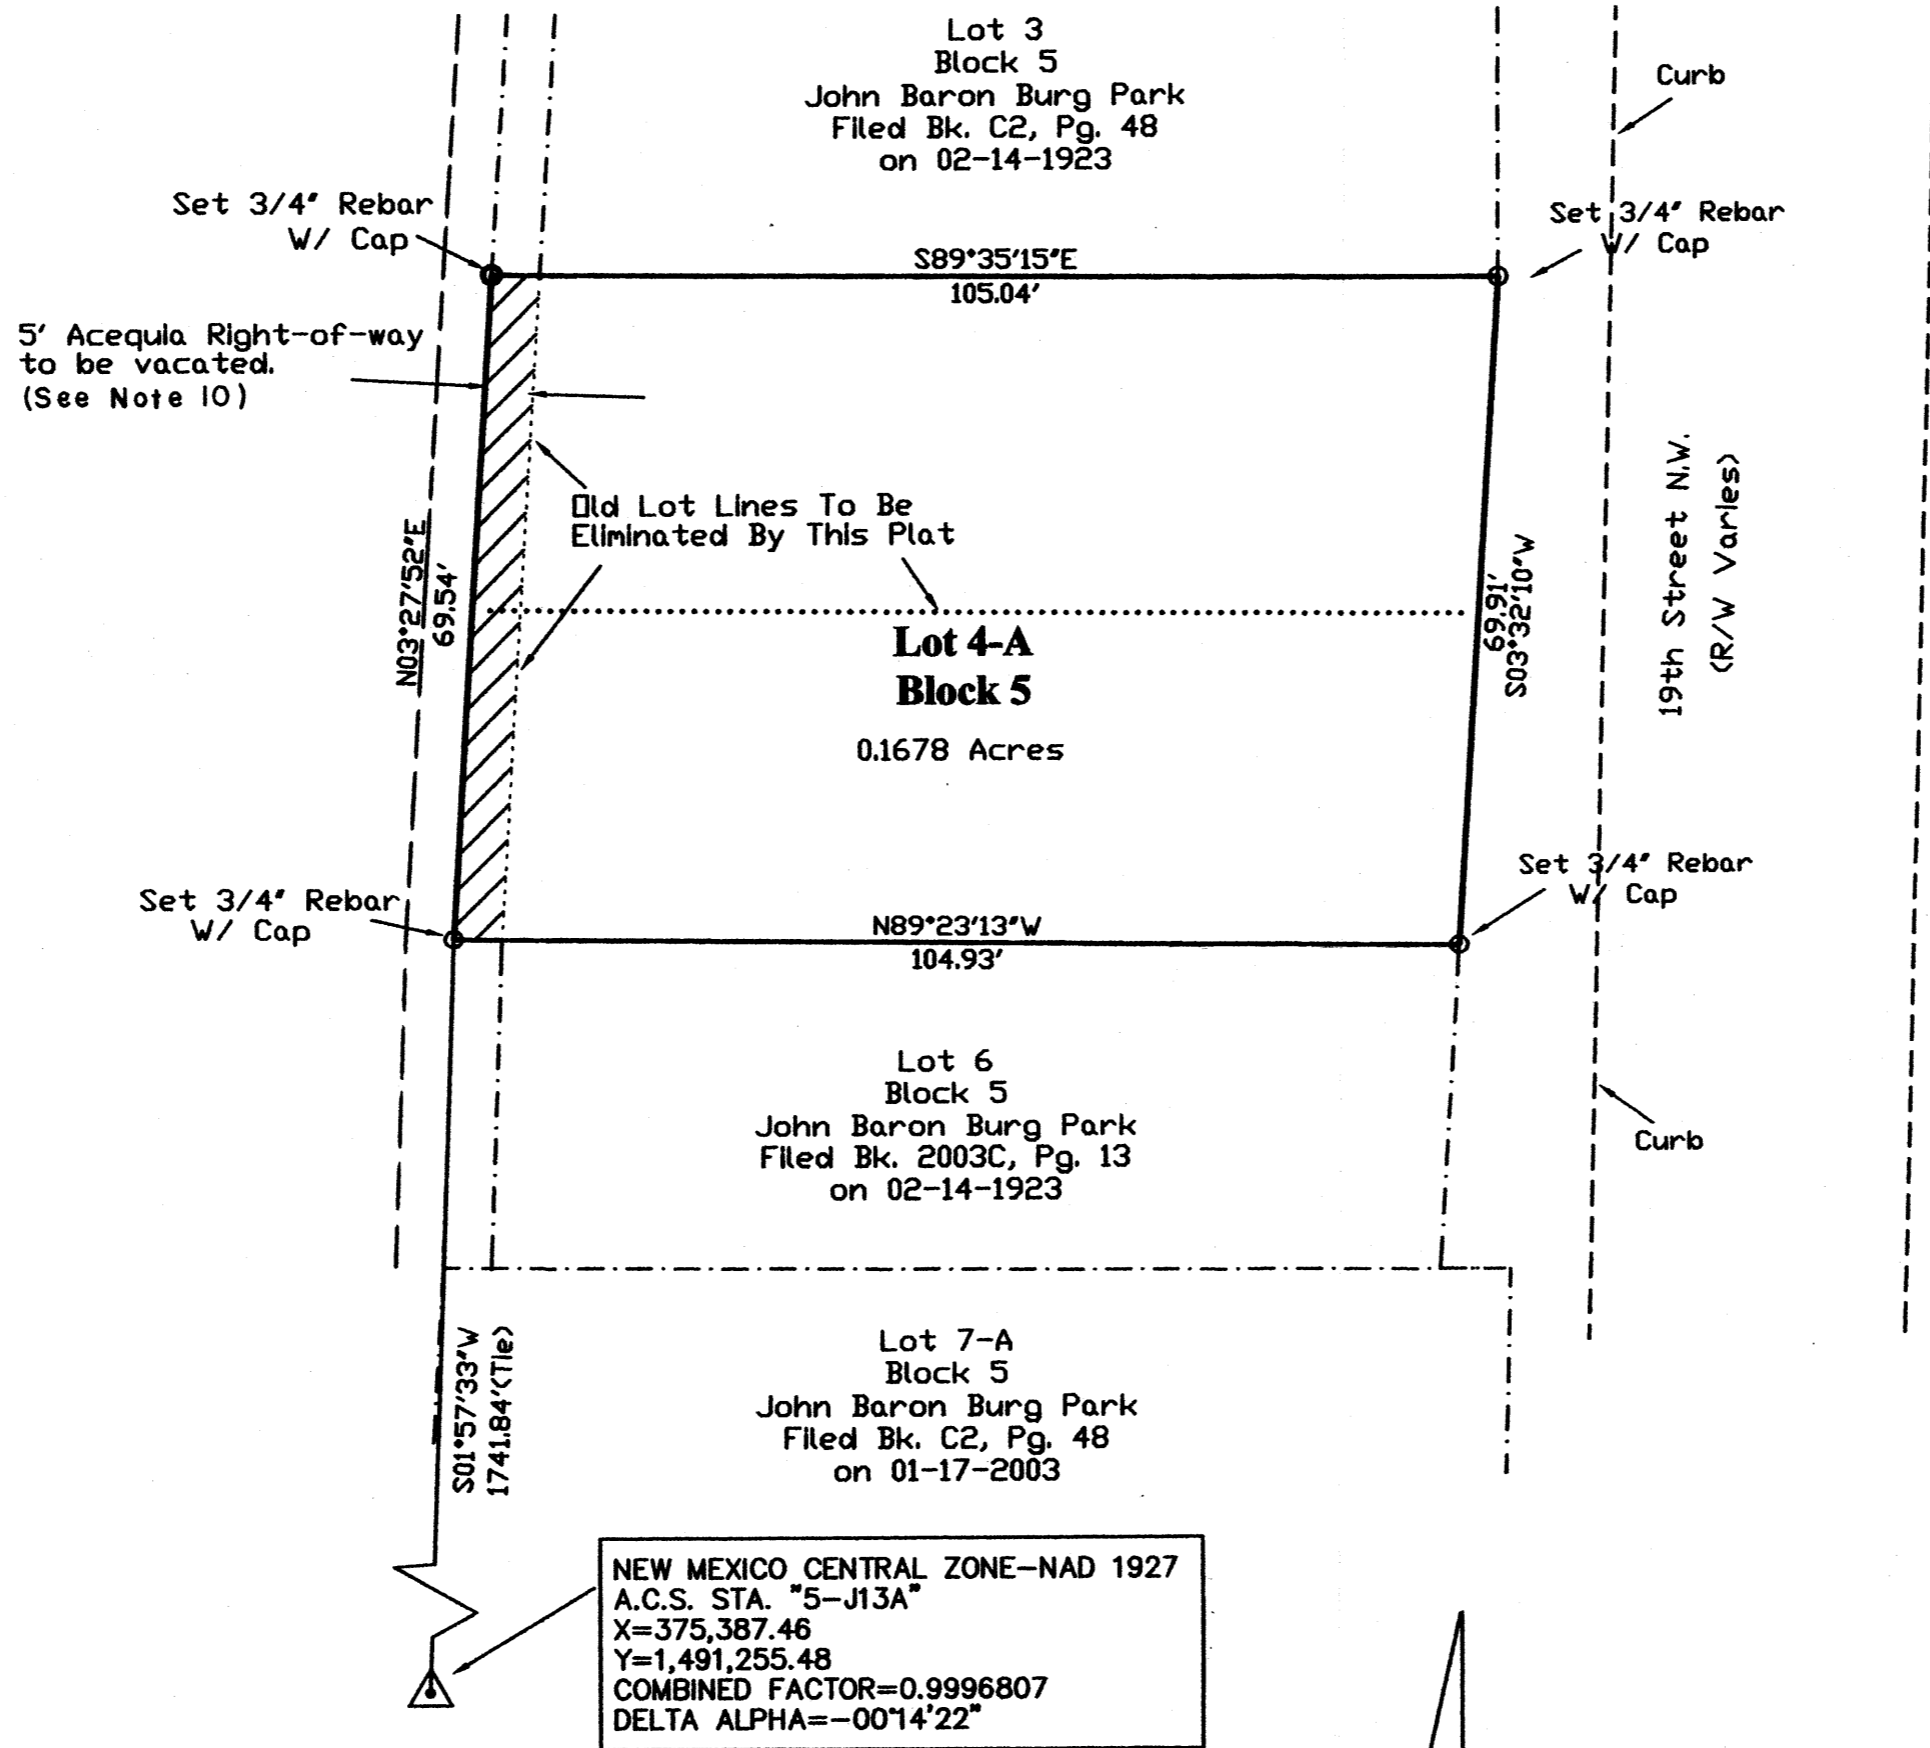 Lot 3
Block 5
John Baron Burg Park
Filed Bk. C2, Pg. 48
on 02-14-1923
Curb
Set 3/4" Rebar
W/ Cap
Set 3/4" Rebar
W/ Cap
S89°35'15"E
105.04'
5' Acequia Right-of-way
to be vacated.
(See Note 10)
Old Lot Lines To Be
Eliminated By This Plat
N03°27'52"E
69.54'
69.91'
S03°32'10"W
19th Street N.W.
(R/W Varies)
Lot 4-A
Block 5
0.1678 Acres
Set 3/4" Rebar
W/ Cap
Set 3/4" Rebar
W/ Cap
N89°23'13"W
104.93'
Lot 6
Block 5
John Baron Burg Park
Filed Bk. 2003C, Pg. 13
on 02-14-1923
Curb
S01°57'33"W
1741.84'(Tie)
Lot 7-A
Block 5
John Baron Burg Park
Filed Bk. C2, Pg. 48
on 01-17-2003
NEW MEXICO CENTRAL ZONE-NAD 1927
A.C.S. STA. "5-J13A"
X=375,387.46
Y=1,491,255.48
COMBINED FACTOR=0.9996807
DELTA ALPHA=-00°14'22"